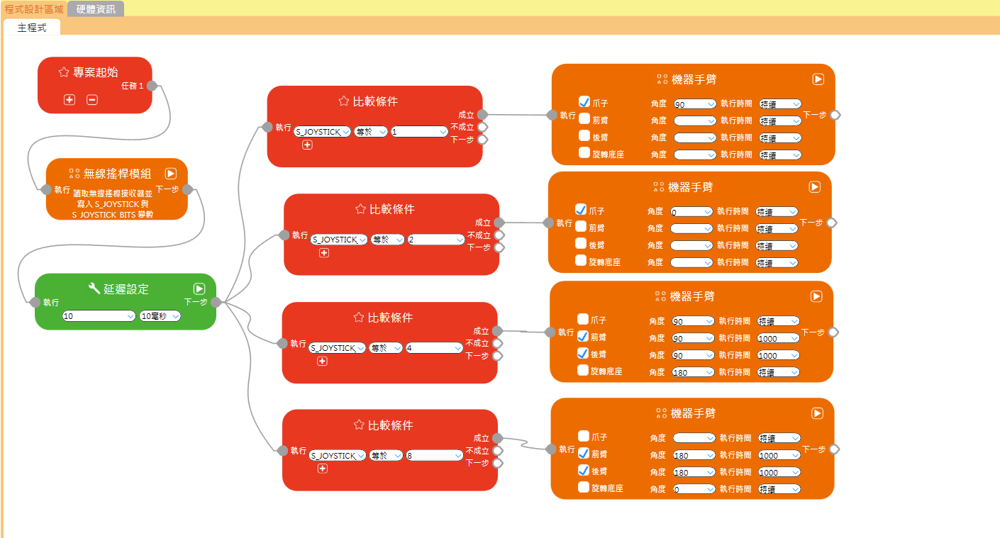 程式設計區域 硬體資訊
主程式
專案起始
任務 1
無線搖桿模組
執行 下一步
讀取無線搖桿接收器並
寫入 S_JOYSTICK 與
S_JOYSTICK_BITS 變數
延遲設定
執行 下一步
10 10毫秒
比較條件
成立
執行 S_JOYSTICK_ 等於 1 不成立
下一步
機器手臂
執行 下一步
爪子 角度 90 執行時間 持續
前臂 角度 執行時間 持續
後臂 角度 執行時間 持續
旋轉底座 角度 執行時間 持續
比較條件
成立
執行 S_JOYSTICK_ 等於 2 不成立
下一步
機器手臂
執行 下一步
爪子 角度 0 執行時間 持續
前臂 角度 執行時間 持續
後臂 角度 執行時間 持續
旋轉底座 角度 執行時間 持續
比較條件
成立
執行 S_JOYSTICK_ 等於 4 不成立
下一步
機器手臂
執行 下一步
爪子 角度 90 執行時間 持續
前臂 角度 90 執行時間 1000
後臂 角度 90 執行時間 1000
旋轉底座 角度 180 執行時間 持續
比較條件
成立
執行 S_JOYSTICK_ 等於 8 不成立
下一步
機器手臂
執行 下一步
爪子 角度 執行時間 持續
前臂 角度 180 執行時間 1000
後臂 角度 180 執行時間 1000
旋轉底座 角度 0 執行時間 持續